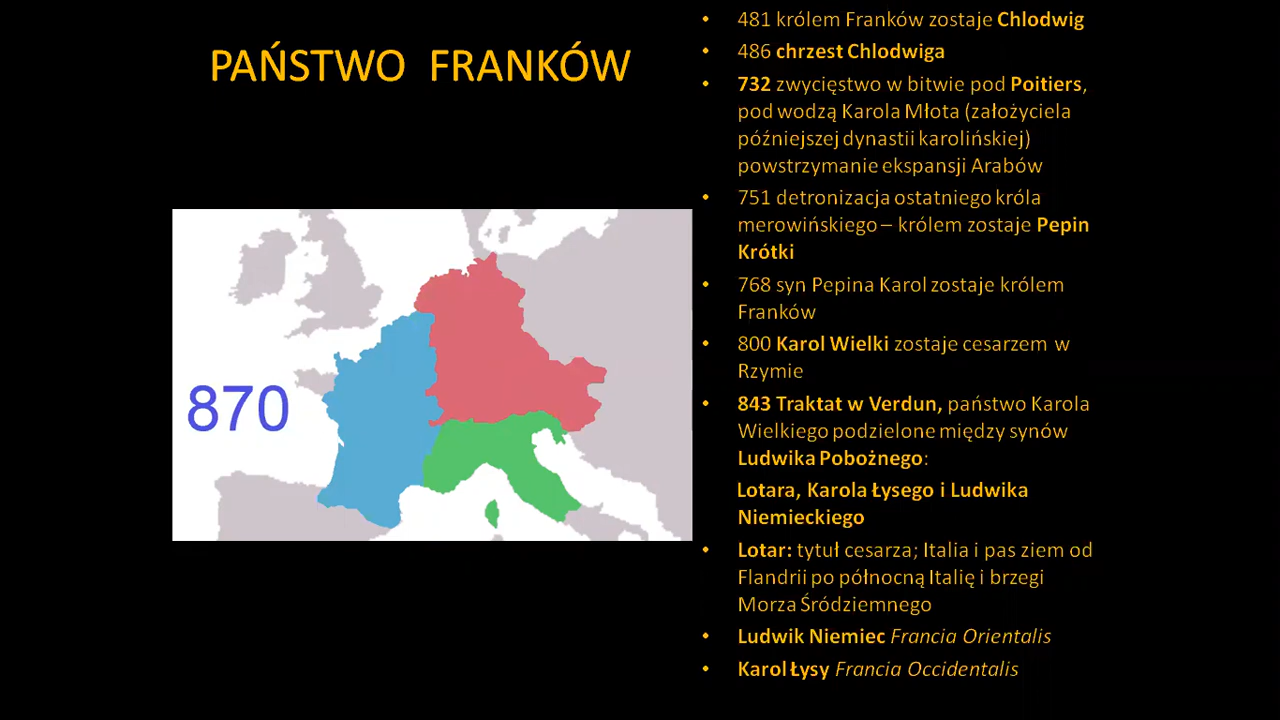 PAŃSTWO FRANKÓW
870
• 481 królem Franków zostaje Chlodwig
• 486 chrzest Chlodwiga
• 732 zwycięstwo w bitwie pod Poitiers,
pod wodzą Karola Młota (założyciela
późniejszej dynastii karolińskiej)
powstrzymanie ekspansji Arabów
• 751 detronizacja ostatniego króla
merowińskiego – królem zostaje Pepin
Krótki
• 768 syn Pepina Karol zostaje królem
Franków
• 800 Karol Wielki zostaje cesarzem w
Rzymie
• 843 Traktat w Verdun, państwo Karola
Wielkiego podzielone między synów
Ludwika Pobożnego:
Lotara, Karola Łysego i Ludwika
Niemieckiego
• Lotar: tytuł cesarza; Italia i pas ziem od
Flandrii po północną Italię i brzegi
Morza Śródziemnego
• Ludwik Niemiec Francia Orientalis
• Karol Łysy Francia Occidentalis